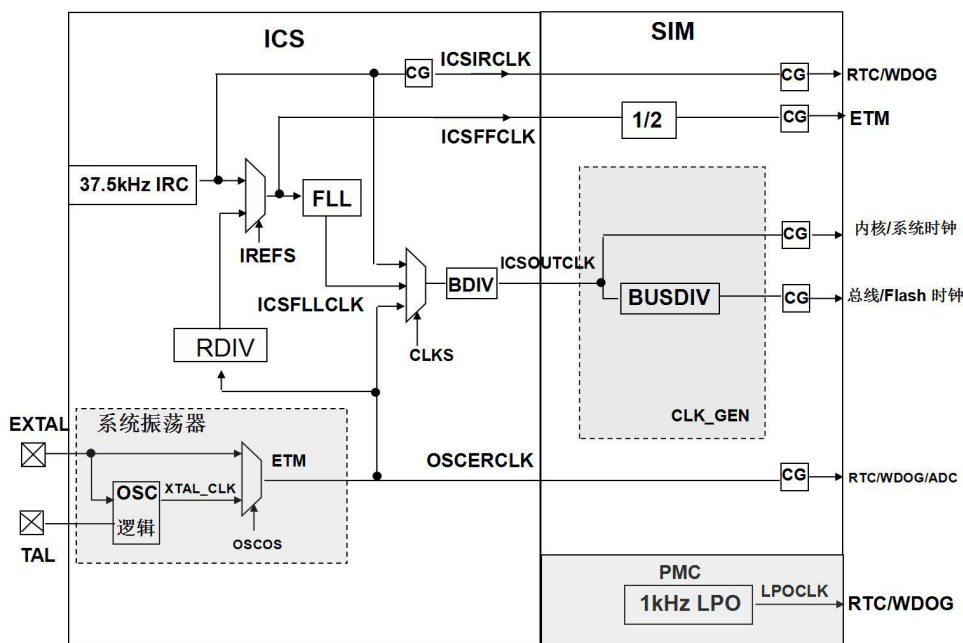 ICS
SIM
ICSIRCLK
CG
CG
RTC/WDOG
ICSFFCLK
1/2
CG
ETM
37.5kHz IRC
FLL
IREFS
ICSFLLCLK
BDIV
ICSOUTCLK
CG
内核/系统时钟
BUSDIV
CG
总线/Flash 时钟
CLKS
RDIV
CLK_GEN
EXTAL
系统振荡器
ETM
OSCERCLK
CG
RTC/WDOG/ADC
OSC
逻辑
XTAL_CLK
TAL
OSCOS
PMC
1kHz LPO
LPOCLK
RTC/WDOG